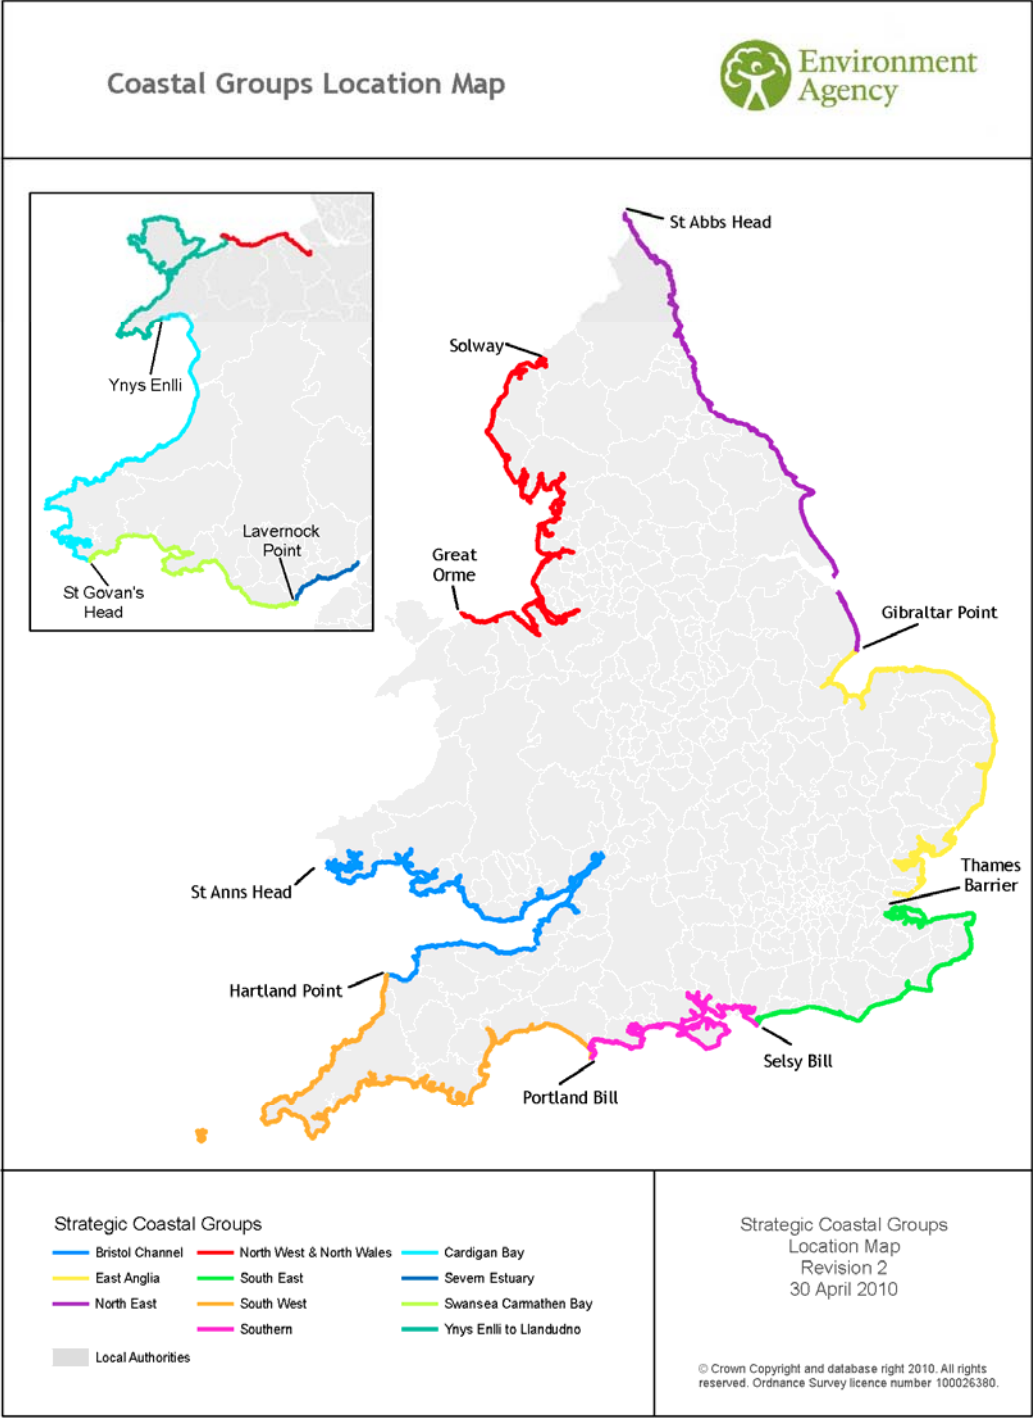 Coastal Groups Location Map
Environment
Agency
St Abbs Head
Solway
Ynys Enlli
Lavernock
Point
St Govan's
Head
Great
Orme
Gibraltar Point
Thames
Barrier
St Anns Head
Hartland Point
Selsy Bill
Portland Bill
Strategic Coastal Groups
Bristol Channel
North West & North Wales
Cardigan Bay
East Anglia
South East
Severn Estuary
North East
South West
Swansea Carmathen Bay
Southern
Ynys Enlli to Llandudno
Local Authorities
Strategic Coastal Groups
Location Map
Revision 2
30 April 2010
© Crown Copyright and database right 2010. All rights
reserved. Ordnance Survey licence number 100026380.